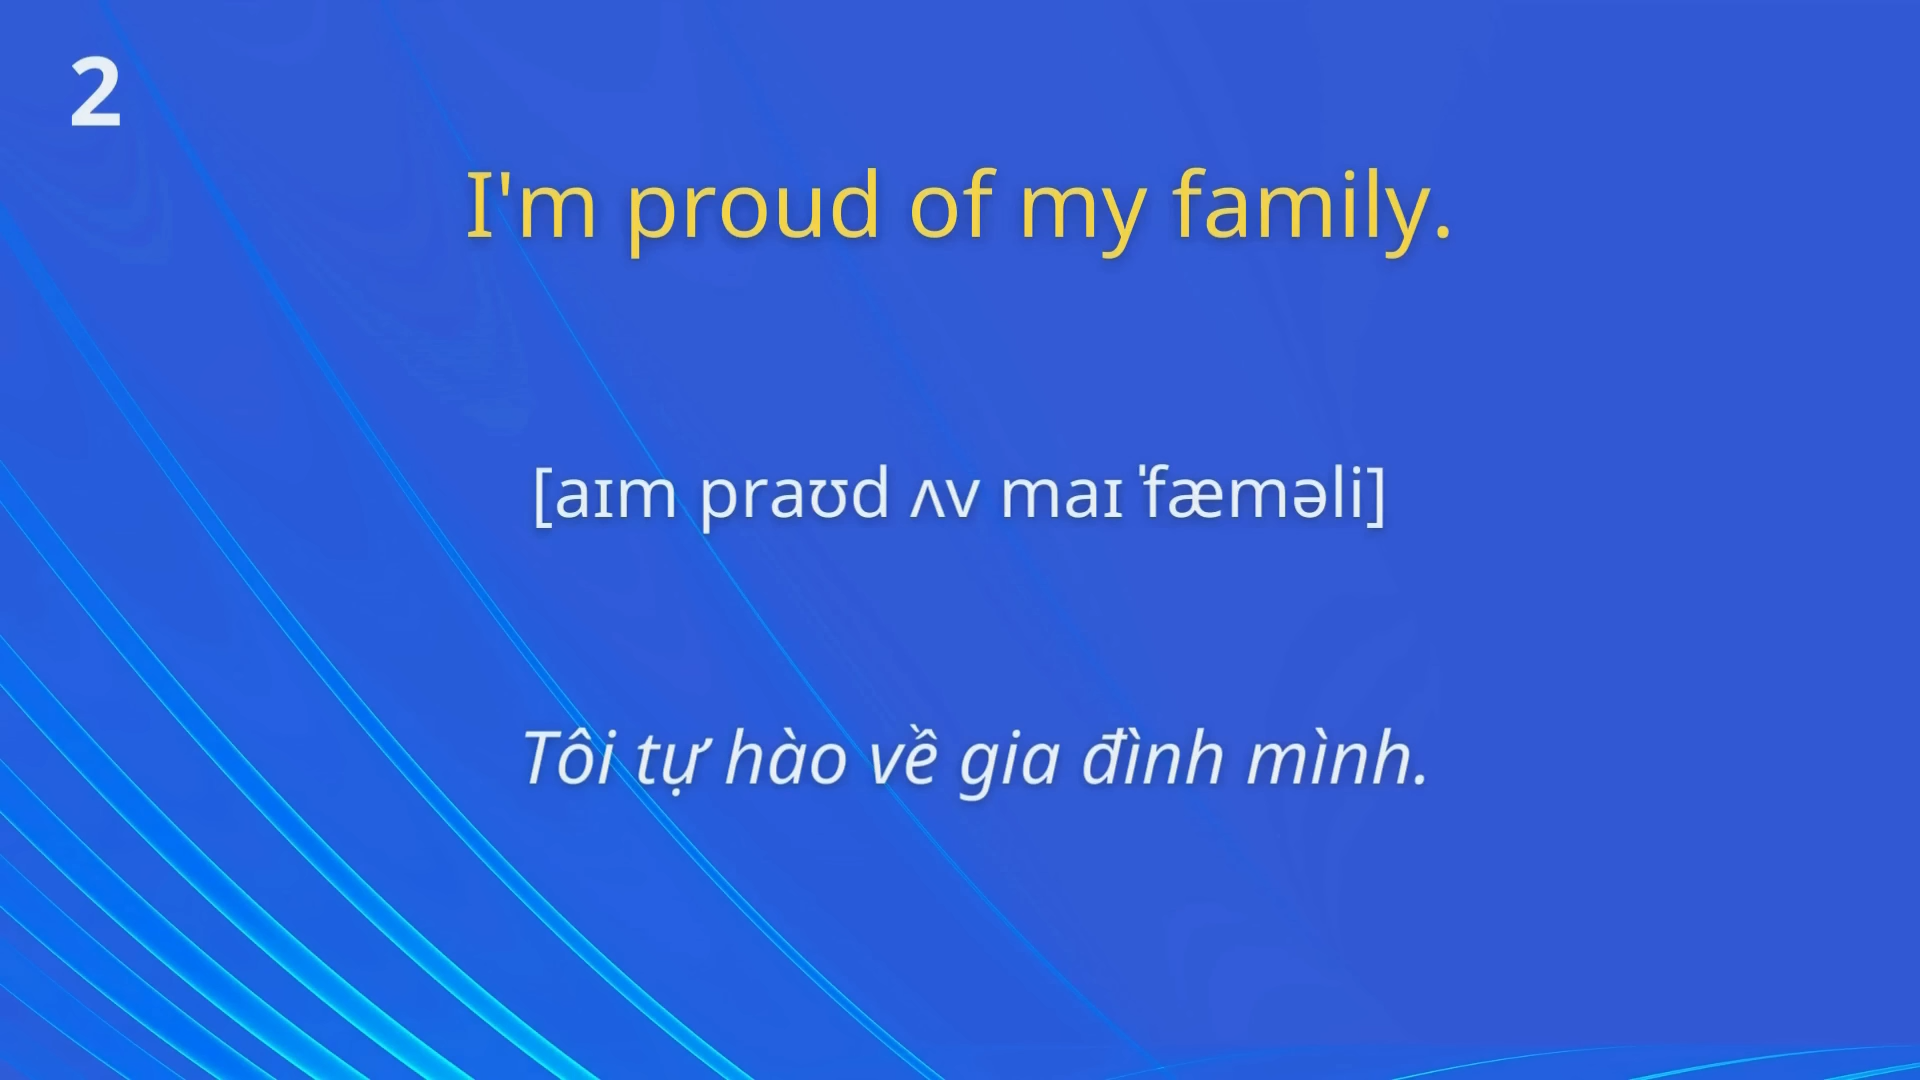 2
I'm proud of my family.
[aɪm praʊd ʌv maɪ ˈfæməli]
Tôi tự hào về gia đình mình.